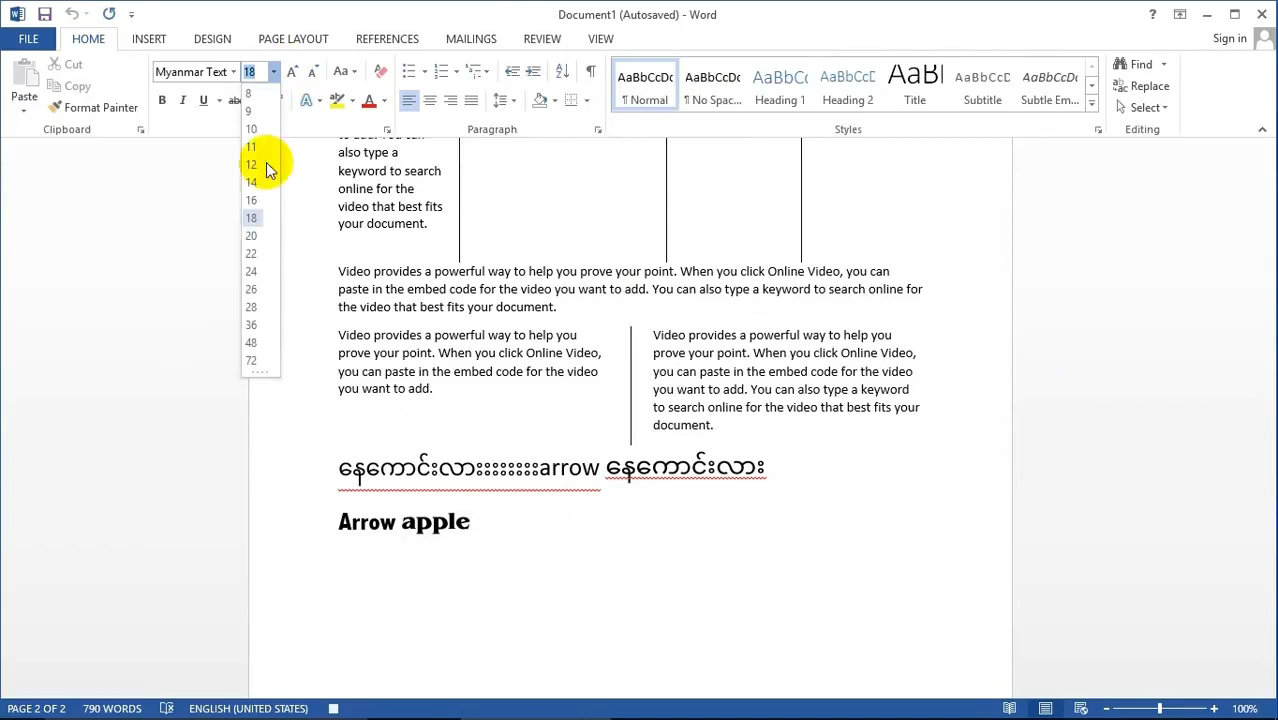 Document1 (Autosaved) - Word
FILE HOME INSERT DESIGN PAGE LAYOUT REFERENCES MAILINGS REVIEW VIEW Sign in
Cut
Copy
Format Painter
Paste
Clipboard
Myanmar Text 18
8
9
10
11
12
14
16
18
20
22
24
26
28
36
48
72
Paragraph
AaBbCcDc AaBbCcDc AaBbCc AaBbCcC AaBl AaBbCcD AaBbCcDc
¶ Normal ¶ No Spac... Heading Heading 2 Title Subtitle Subtle Em...
Styles
Find
Replace
Select
Editing
also type a
keyword to search
online for the
video that best fits
your document.
Video provides a powerful way to help you prove your point. When you click Online Video, you can
paste in the embed code for the video you want to add. You can also type a keyword to search online for
the video that best fits your document.
Video provides a powerful way to help you
prove your point. When you click Online Video,
you can paste in the embed code for the video
you want to add.
Video provides a powerful way to help you
prove your point. When you click Online Video,
you can paste in the embed code for the video
you want to add. You can also type a keyword
to search online for the video that best fits your
document.
နေကောင်းလားးးးးးးးးarrow နေကောင်းလား
Arrow apple
PAGE 2 OF 2 790 WORDS ENGLISH (UNITED STATES) 100%